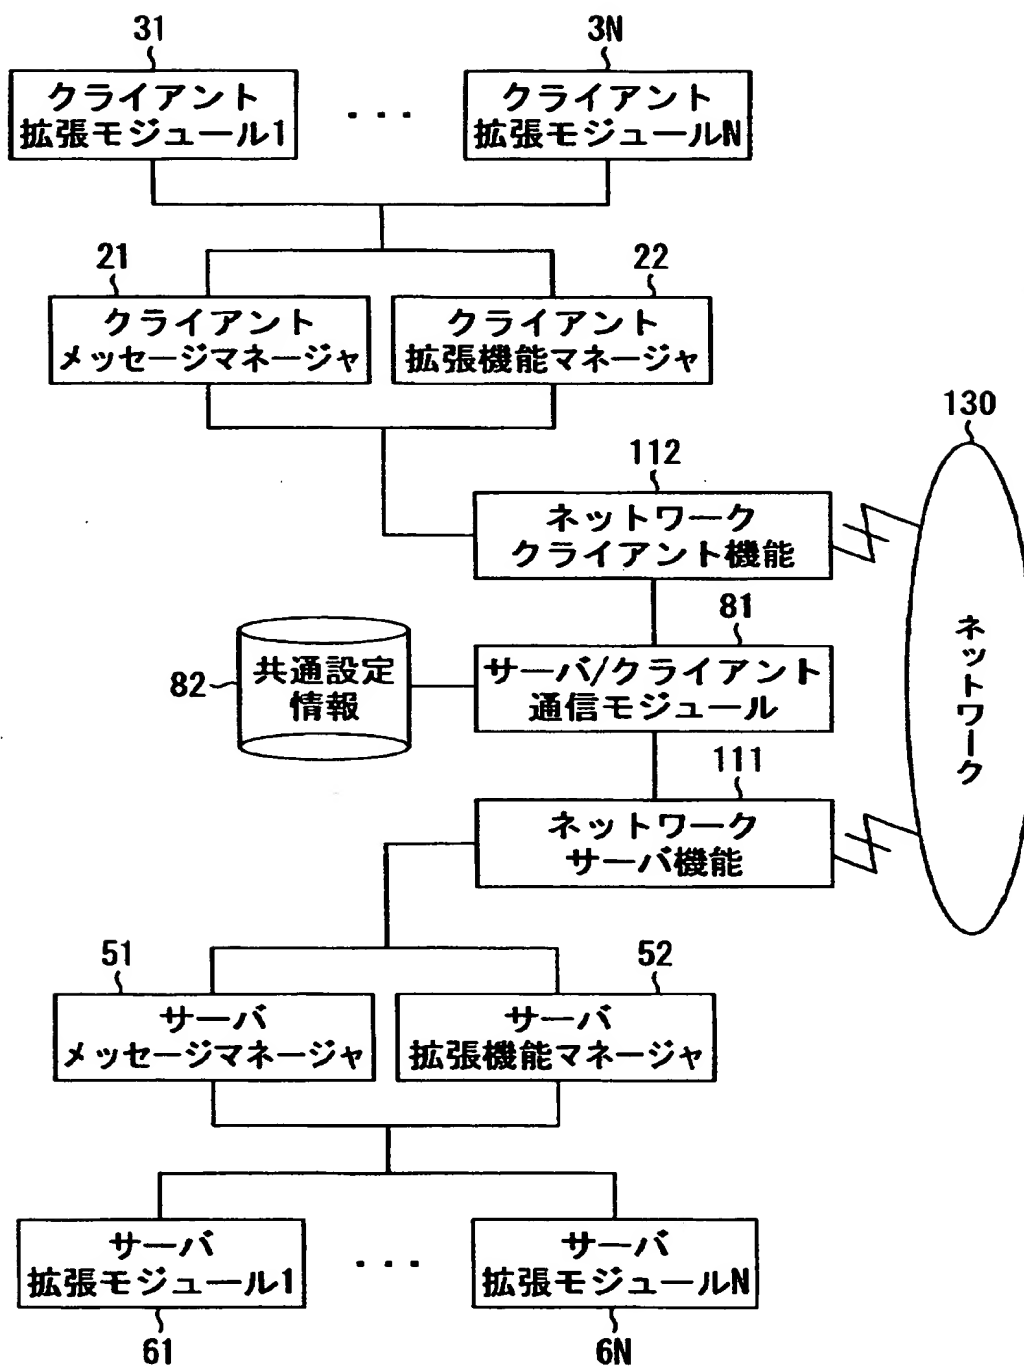 31
3N
クライアント
拡張モジュール1
...
クライアント
拡張モジュールN
21
22
クライアント
メッセージマネージャ
クライアント
拡張機能マネージャ
130
112
ネットワーク
クライアント機能
81
共通設定
情報
82
サーバ/クライアント
通信モジュール
ネットワーク
111
ネットワーク
サーバ機能
51
52
サーバ
メッセージマネージャ
サーバ
拡張機能マネージャ
サーバ
拡張モジュール1
...
サーバ
拡張モジュールN
61
6N